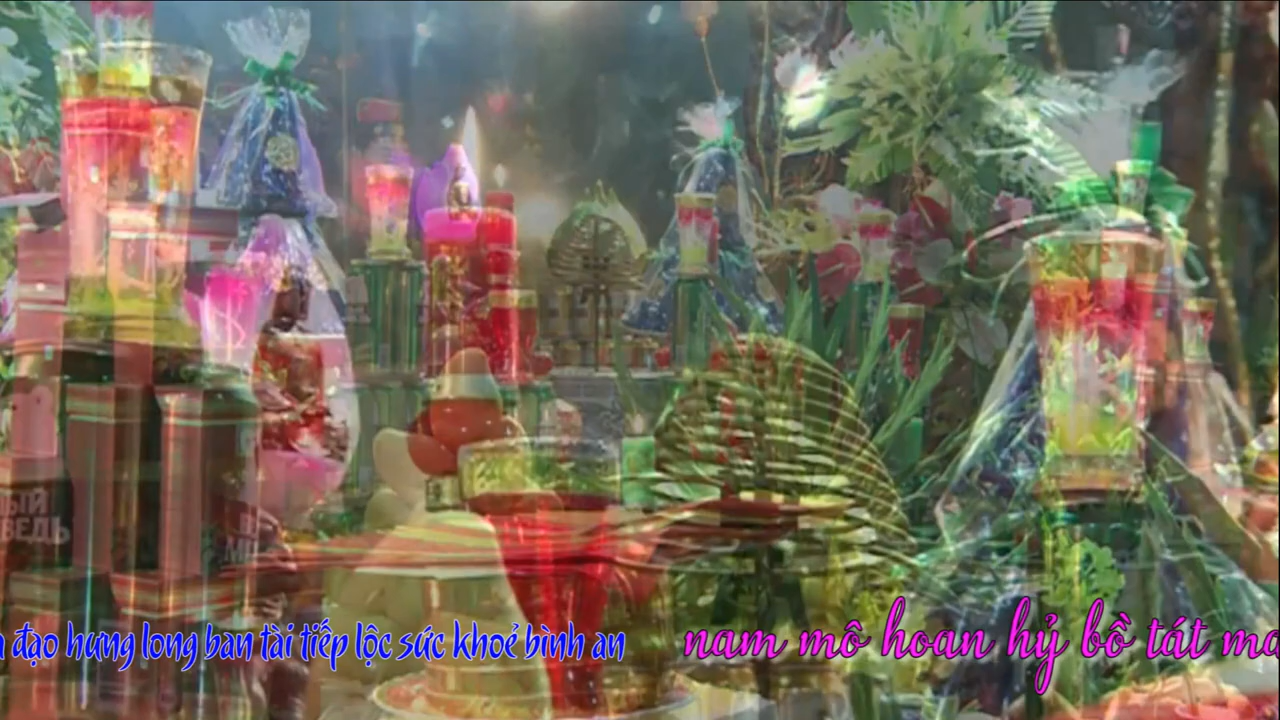 đạo hưng long ban tài tiếp lộc sức khoẻ bình an
nam mô hoan hỷ bồ tát ma
ЫЙ
ВЕДЬ